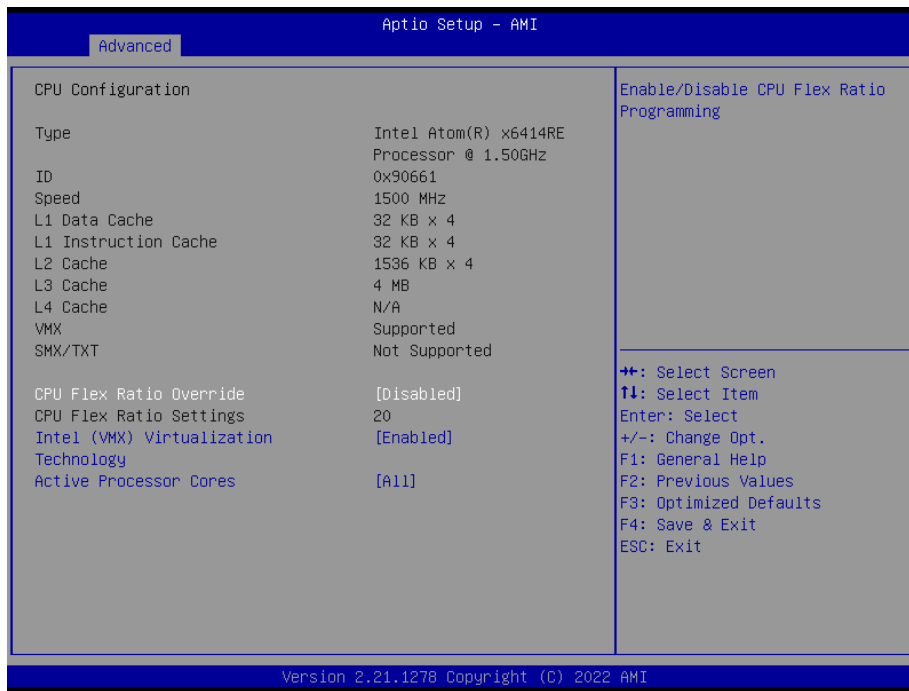 Aptio Setup – AMI
Advanced
CPU Configuration
Type Intel Atom(R) x6414RE
Processor @ 1.50GHz
ID 0x90661
Speed 1500 MHz
L1 Data Cache 32 KB x 4
L1 Instruction Cache 32 KB x 4
L2 Cache 1536 KB x 4
L3 Cache 4 MB
L4 Cache N/A
VMX Supported
SMX/TXT Not Supported
CPU Flex Ratio Override [Disabled]
CPU Flex Ratio Settings 20
Intel (VMX) Virtualization [Enabled]
Technology
Active Processor Cores [All]
Enable/Disable CPU Flex Ratio
Programming
→←: Select Screen
↑↓: Select Item
Enter: Select
+/-: Change Opt.
F1: General Help
F2: Previous Values
F3: Optimized Defaults
F4: Save & Exit
ESC: Exit
Version 2.21.1278 Copyright (C) 2022 AMI